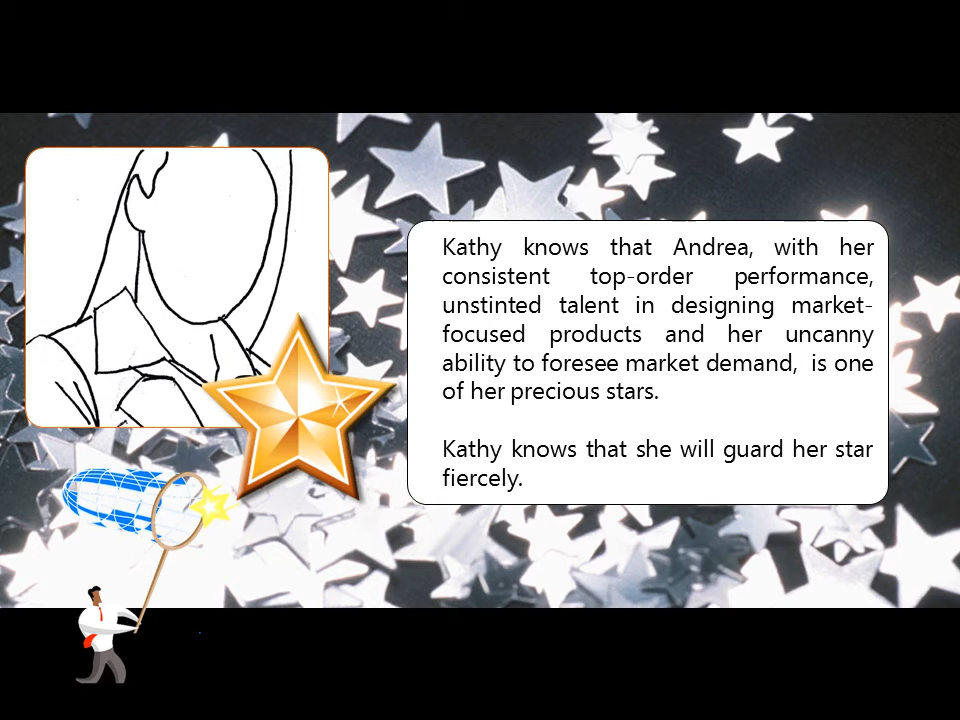 Kathy knows that Andrea, with her
consistent top-order performance,
unstinted talent in designing market-
focused products and her uncanny
ability to foresee market demand,  is one
of her precious stars.
Kathy knows that she will guard her star
fiercely.